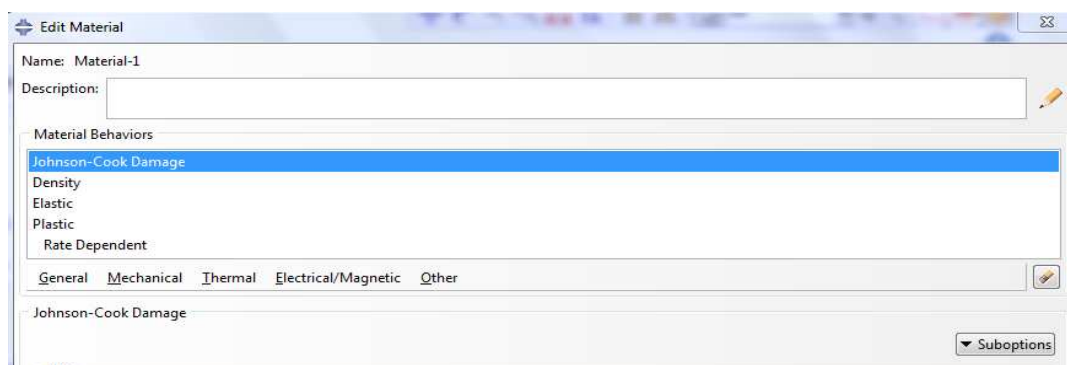 Edit Material
Name: Material-1
Description:
Material Behaviors
Johnson-Cook Damage
Density
Elastic
Plastic
Rate Dependent
General Mechanical Thermal Electrical/Magnetic Other
Johnson-Cook Damage
Suboptions